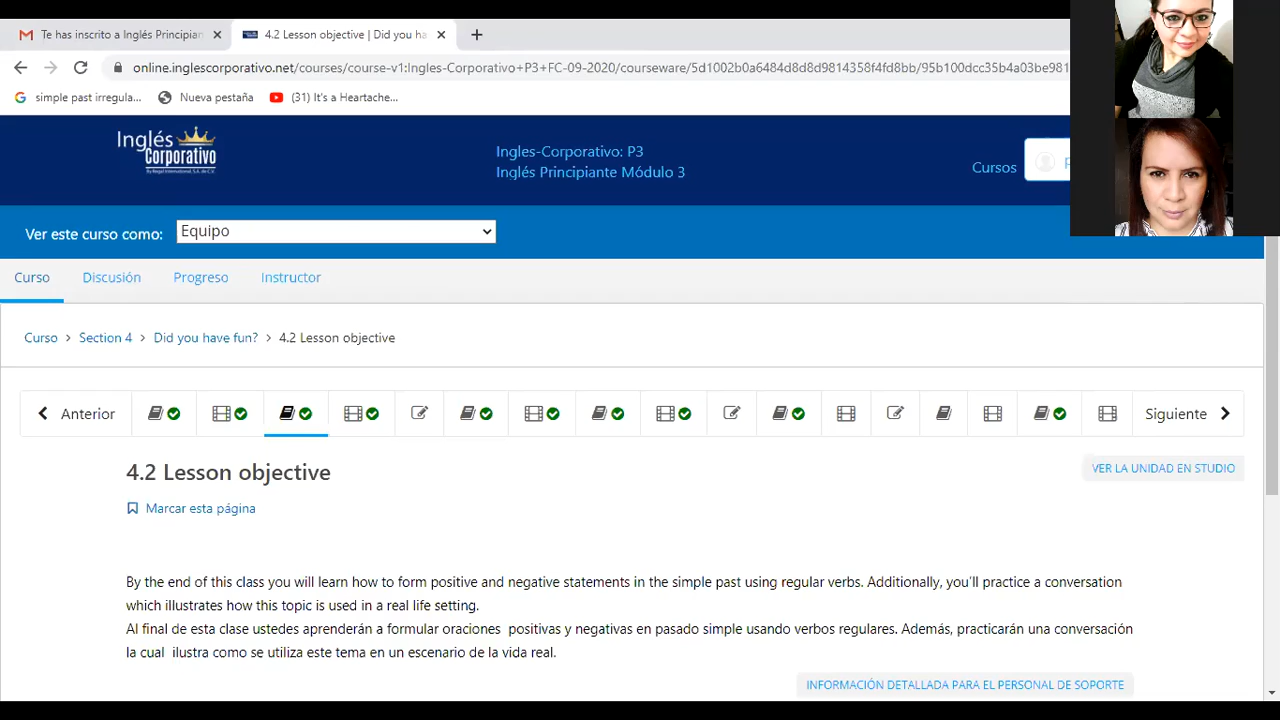 Te has inscrito a Inglés Principian
4.2 Lesson objective | Did you ha
online.inglescorporativo.net/courses/course-v1:Ingles-Corporativo+P3+FC-09-2020/courseware/5d1002b0a6484d8d8d9814358f4fd8bb/95b100dcc35b4a03be981
simple past irregula...
Nueva pestaña
(31) It's a Heartache...
Inglés
Corporativo
By Regal International, S.A. de C.V.
Ingles-Corporativo: P3
Inglés Principiante Módulo 3
Cursos
Ver este curso como:
Equipo
Curso
Discusión
Progreso
Instructor
Curso > Section 4 > Did you have fun? > 4.2 Lesson objective
Anterior
Siguiente
4.2 Lesson objective
VER LA UNIDAD EN STUDIO
Marcar esta página
By the end of this class you will learn how to form positive and negative statements in the simple past using regular verbs. Additionally, you'll practice a conversation
which illustrates how this topic is used in a real life setting.
Al final de esta clase ustedes aprenderán a formular oraciones positivas y negativas en pasado simple usando verbos regulares. Además, practicarán una conversación
la cual ilustra como se utiliza este tema en un escenario de la vida real.
INFORMACIÓN DETALLADA PARA EL PERSONAL DE SOPORTE